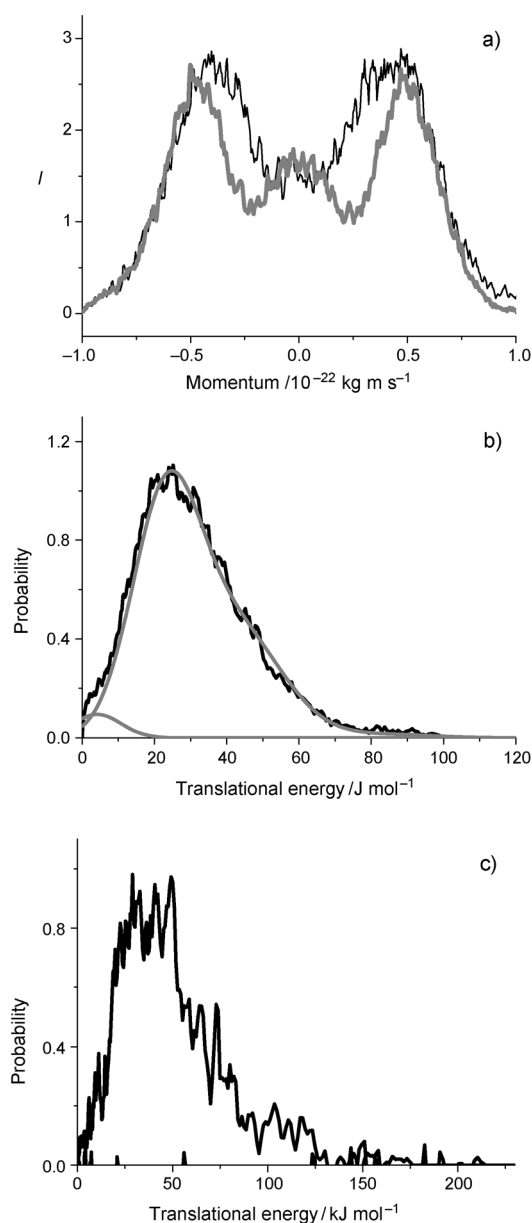 a)
3
2
I
1
0
−1.0 −0.5 0.0 0.5 1.0
Momentum /10⁻²² kg m s⁻¹
b)
1.2
0.8
Probability
0.4
0.0
0 20 40 60 80 100 120
Translational energy /J mol⁻¹
c)
0.8
Probability
0.4
0.0
0 50 100 150 200
Translational energy / kJ mol⁻¹